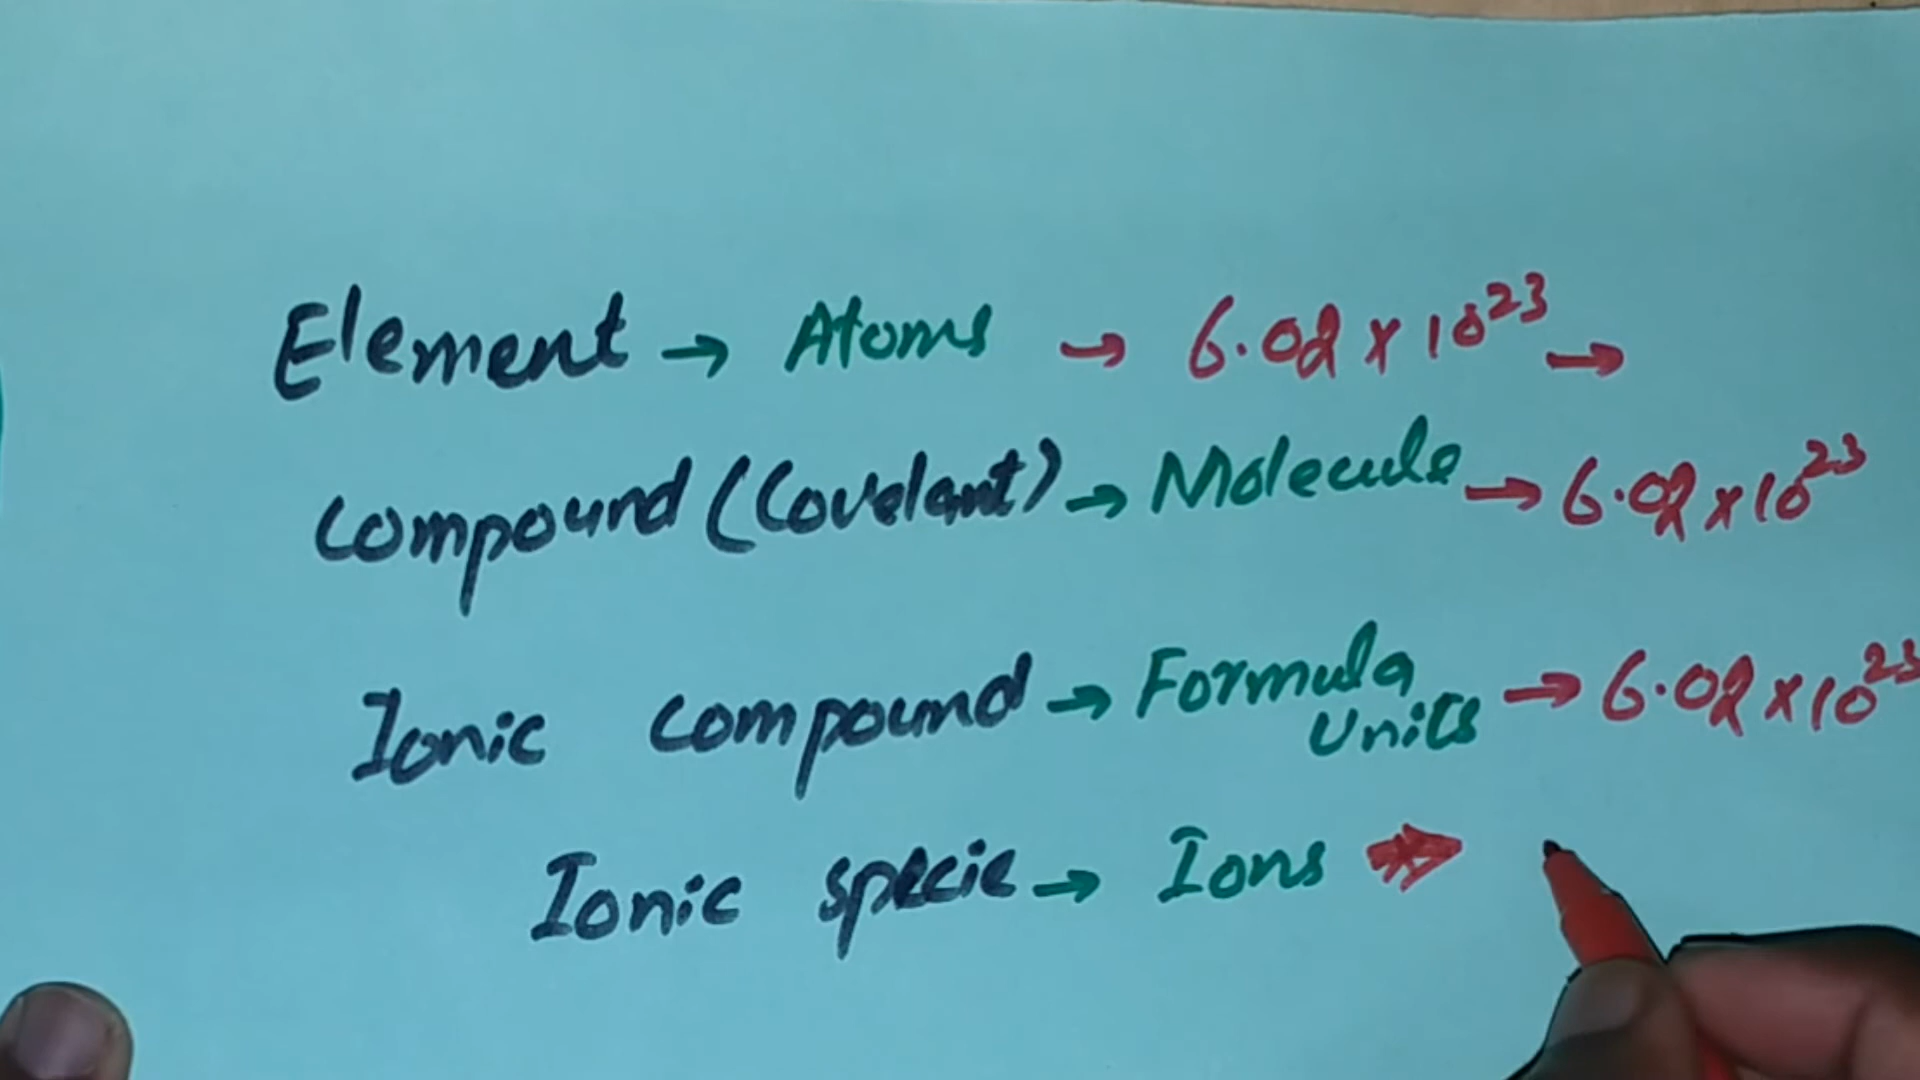 Element → Atoms → 6.02 x 10²³ →
Compound (Covelant) → Molecule → 6.02 x 10²³
Ionic compound → Formula Units → 6.02 x 10²³
Ionic specie → Ions →